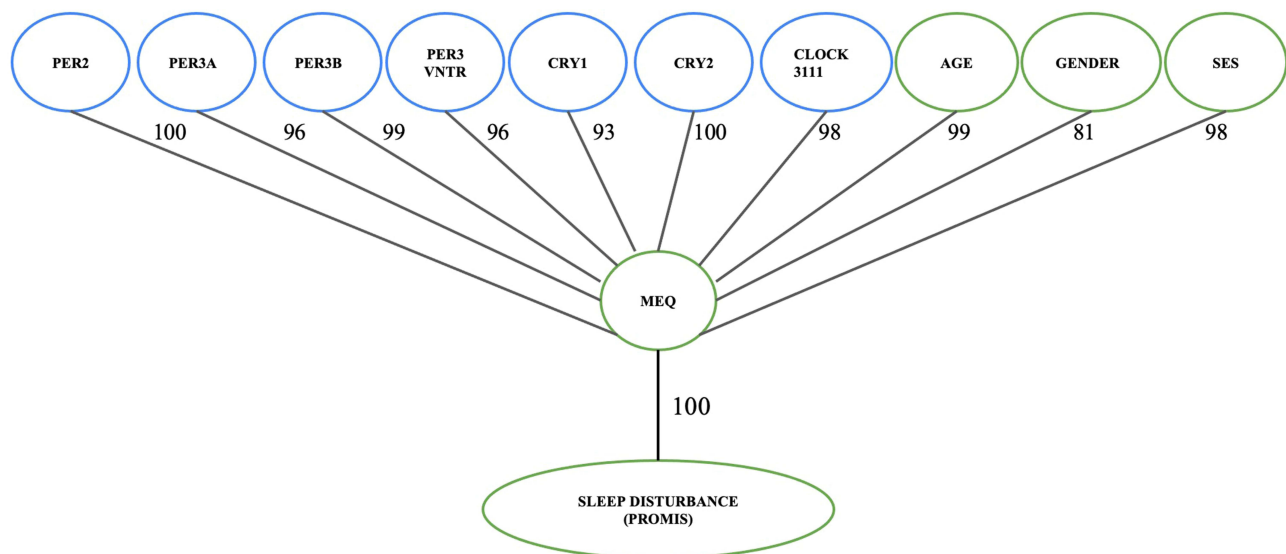 PER2
PER3A
PER3B
PER3
VNTR
CRY1
CRY2
CLOCK
3111
AGE
GENDER
SES
100
96
99
96
93
100
98
99
81
98
MEQ
100
SLEEP DISTURBANCE
(PROMIS)